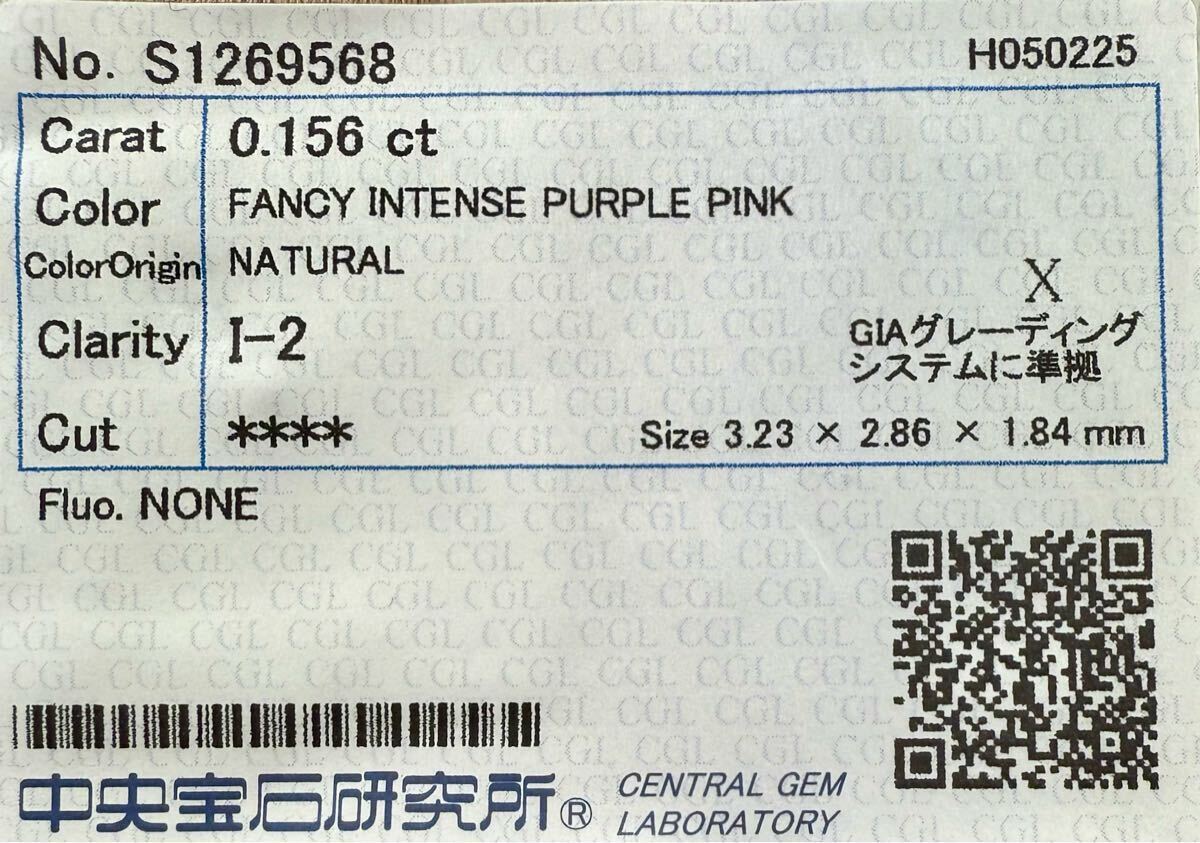 No. S1269568 H050225
Carat 0.156 ct
Color FANCY INTENSE PURPLE PINK
ColorOrigin NATURAL
X
Clarity I-2
GIAグレーディング
システムに準拠
Cut **** Size 3.23 × 2.86 × 1.84 mm
Fluo. NONE
中央宝石研究所® CENTRAL GEM
LABORATORY